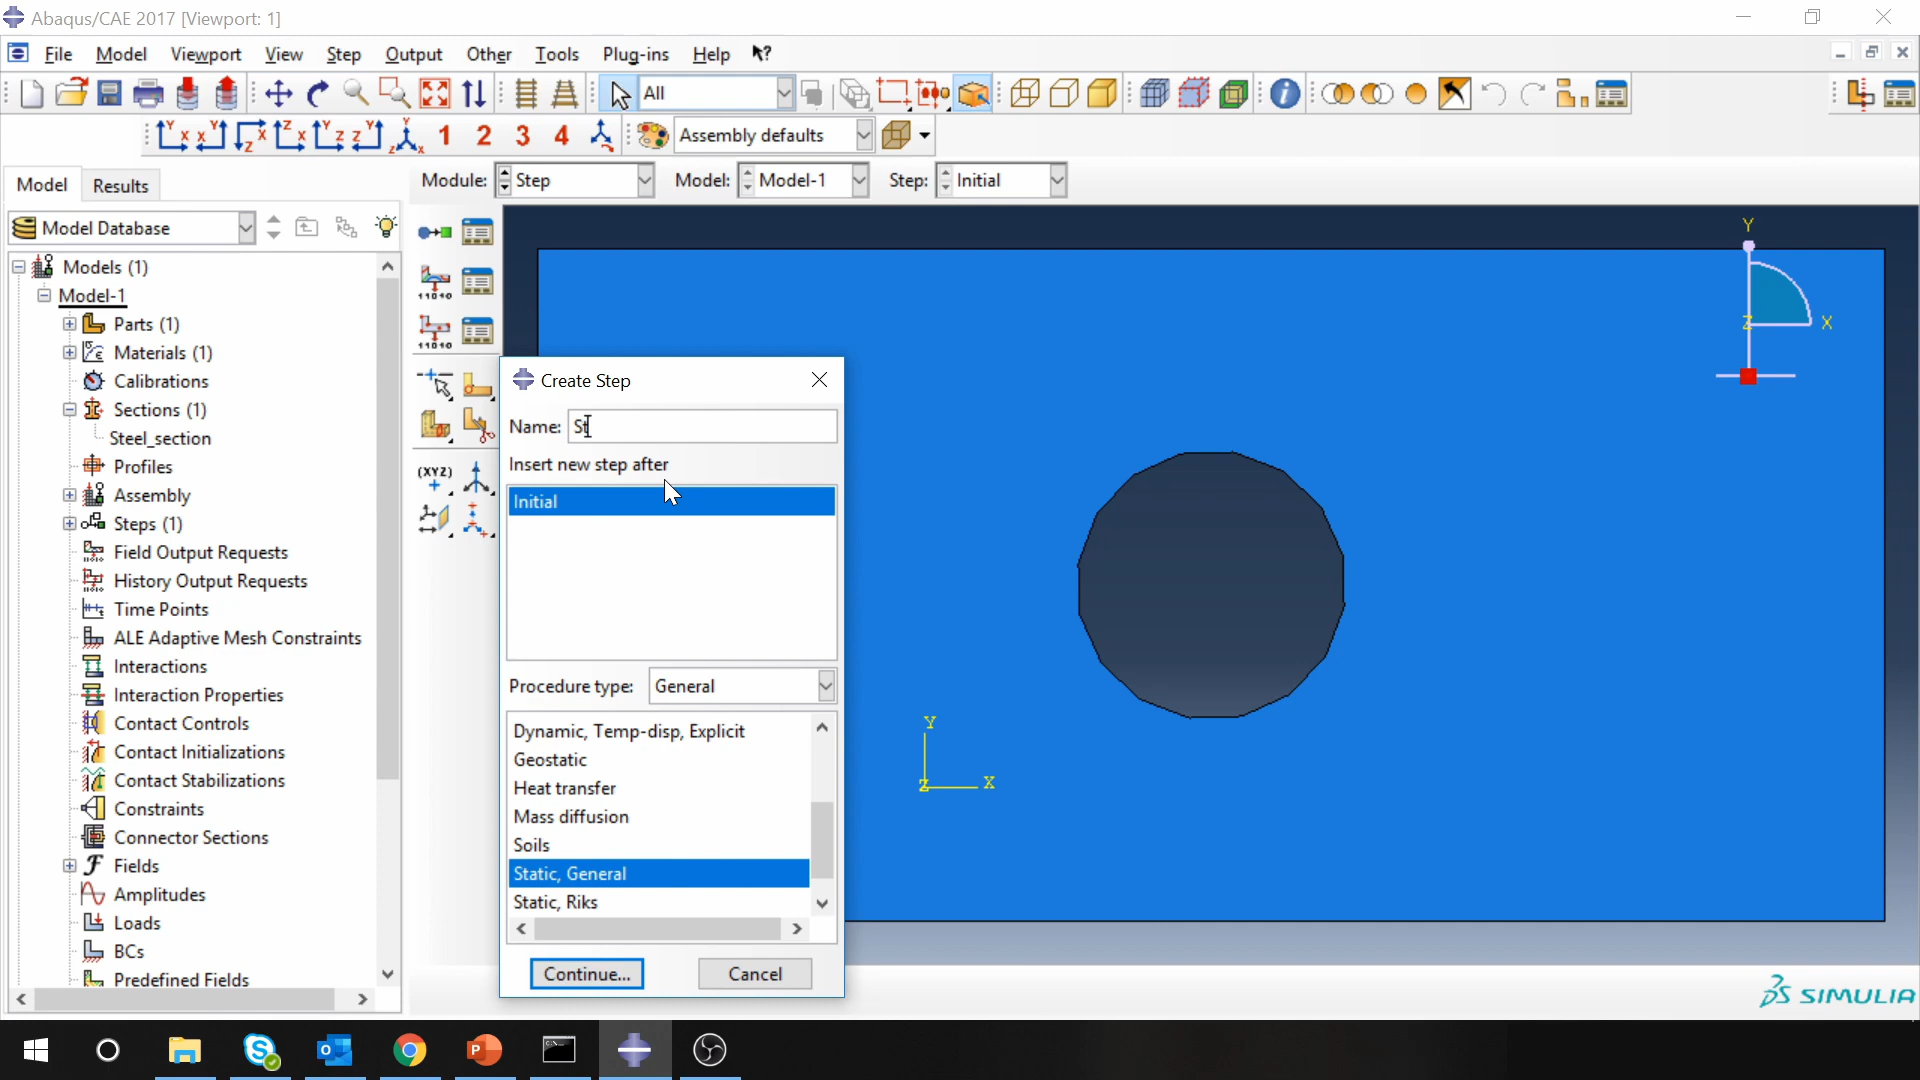 Abaqus/CAE 2017 [Viewport: 1]
File Model Viewport View Step Output Other Tools Plug-ins Help
All
1 2 3 4 Assembly defaults
Model Results
Module: Step Model: Model-1 Step: Initial
Model Database
Models (1)
Model-1
Parts (1)
Materials (1)
Calibrations
Sections (1)
Steel_section
Profiles
Assembly
Steps (1)
Field Output Requests
History Output Requests
Time Points
ALE Adaptive Mesh Constraints
Interactions
Interaction Properties
Contact Controls
Contact Initializations
Contact Stabilizations
Constraints
Connector Sections
Fields
Amplitudes
Loads
BCs
Predefined Fields
(XYZ)
Create Step
Name: St
Insert new step after
Initial
Procedure type: General
Dynamic, Temp-disp, Explicit
Geostatic
Heat transfer
Mass diffusion
Soils
Static, General
Static, Riks
Continue... Cancel
Y
Z X
Y
Z X
SIMULIA